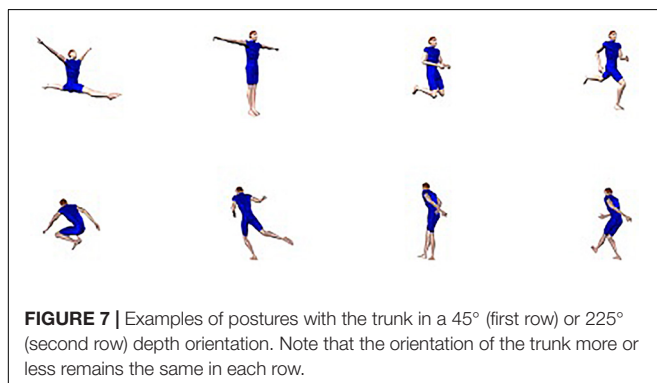 FIGURE 7 | Examples of postures with the trunk in a 45° (first row) or 225°
(second row) depth orientation. Note that the orientation of the trunk more or
less remains the same in each row.